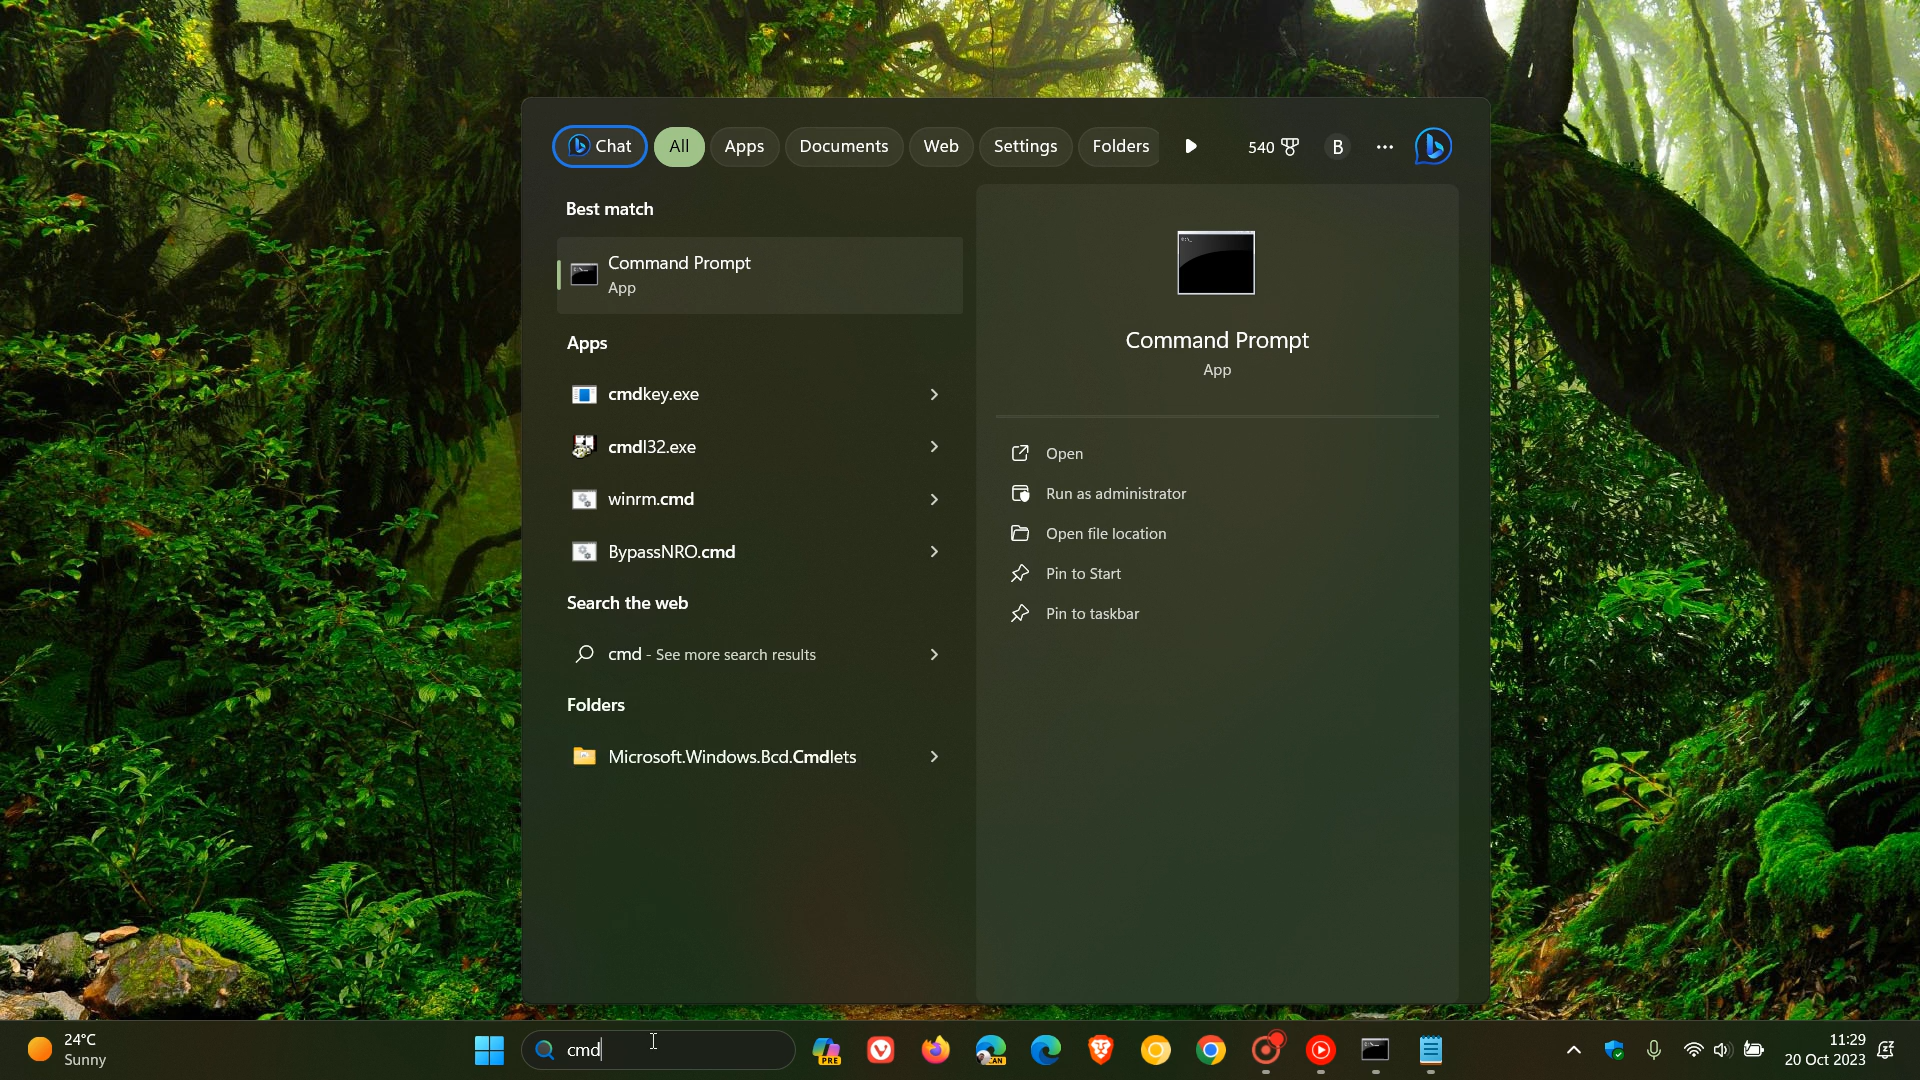 Chat
All
Apps
Documents
Web
Settings
Folders
540
B
Best match
Command Prompt
App
Apps
cmdkey.exe
cmdl32.exe
winrm.cmd
BypassNRO.cmd
Search the web
cmd - See more search results
Folders
Microsoft.Windows.Bcd.Cmdlets
Command Prompt
App
Open
Run as administrator
Open file location
Pin to Start
Pin to taskbar
24°C
Sunny
cmd
PRE
CAN
11:29
20 Oct 2023